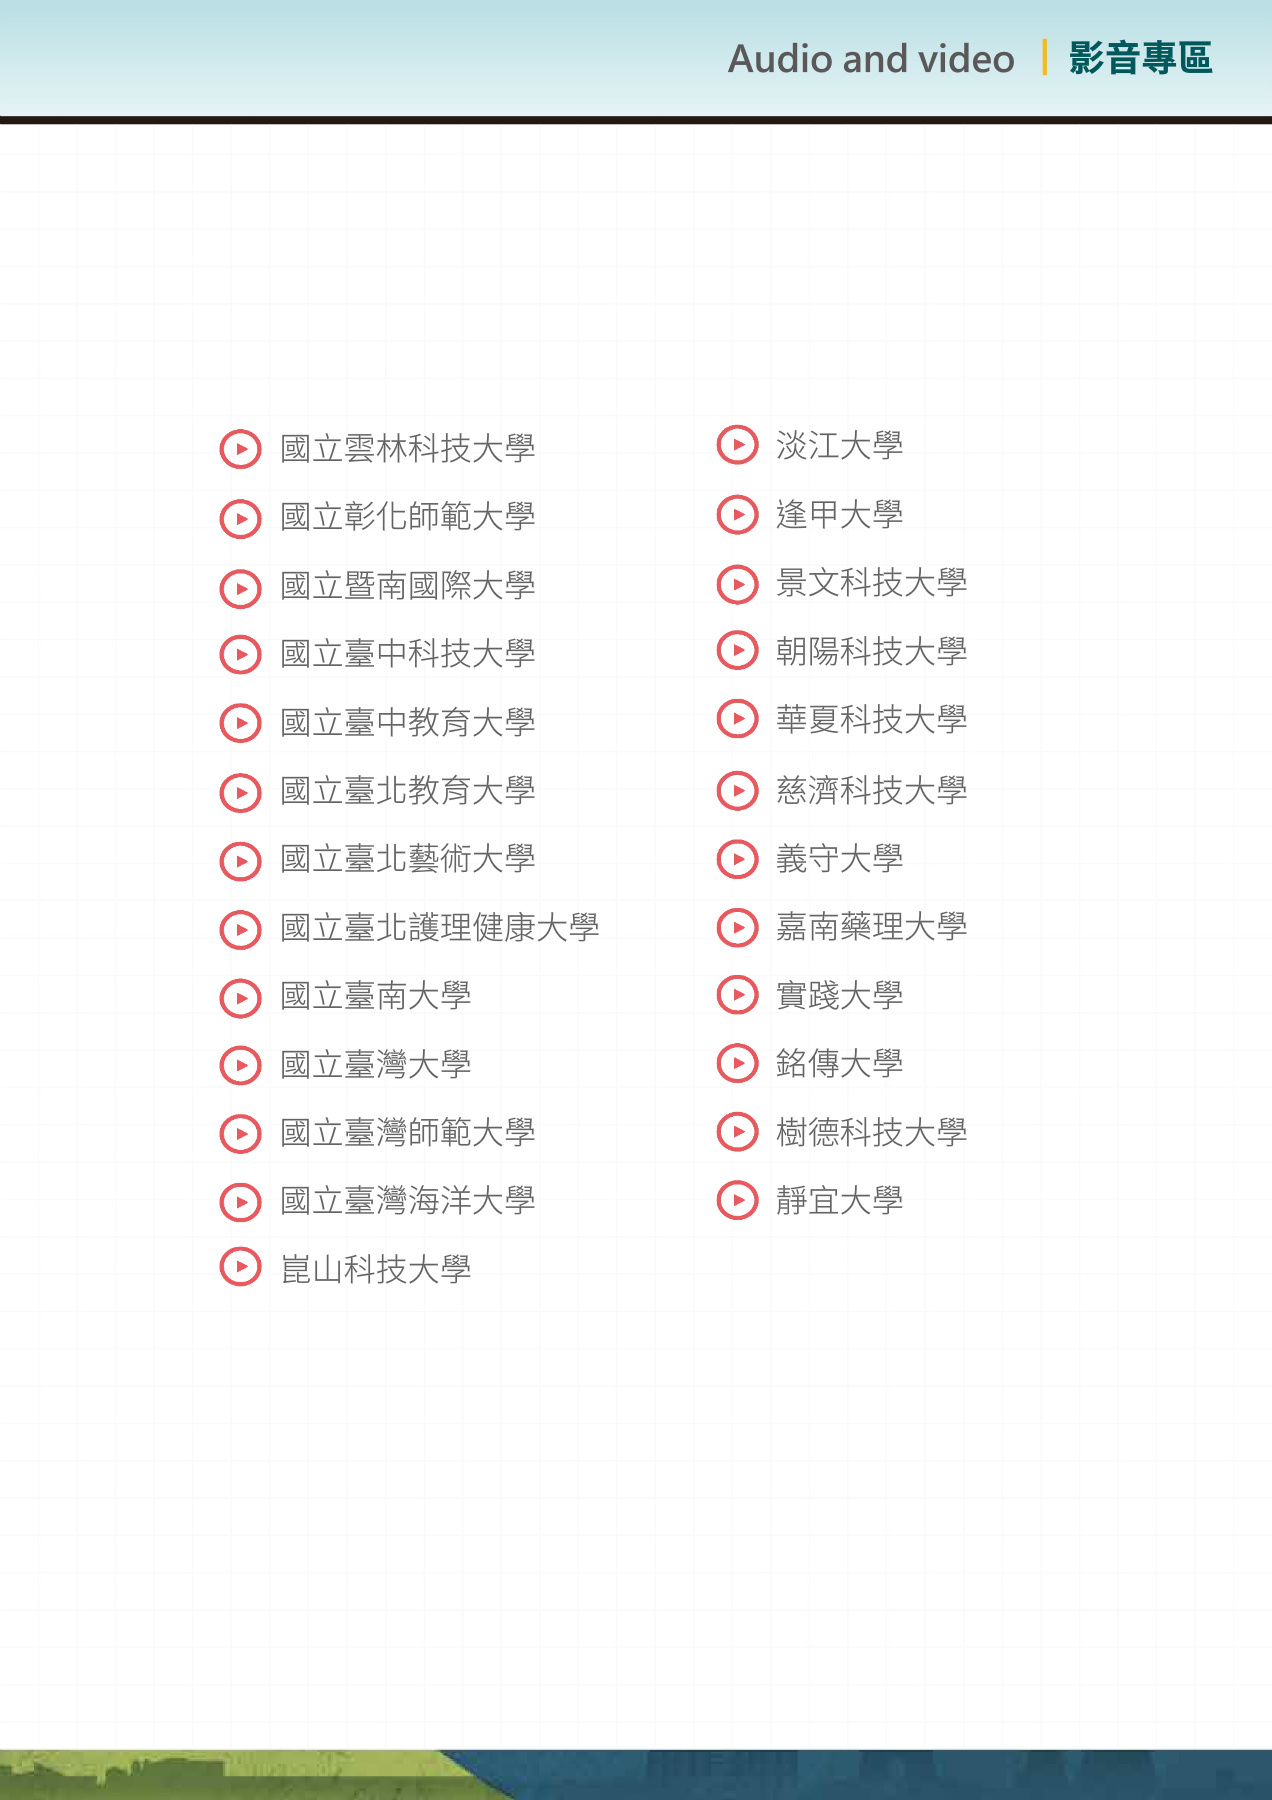 Audio and video | 影音專區
國立雲林科技大學
國立彰化師範大學
國立暨南國際大學
國立臺中科技大學
國立臺中教育大學
國立臺北教育大學
國立臺北藝術大學
國立臺北護理健康大學
國立臺南大學
國立臺灣大學
國立臺灣師範大學
國立臺灣海洋大學
崑山科技大學
淡江大學
逢甲大學
景文科技大學
朝陽科技大學
華夏科技大學
慈濟科技大學
義守大學
嘉南藥理大學
實踐大學
銘傳大學
樹德科技大學
靜宜大學